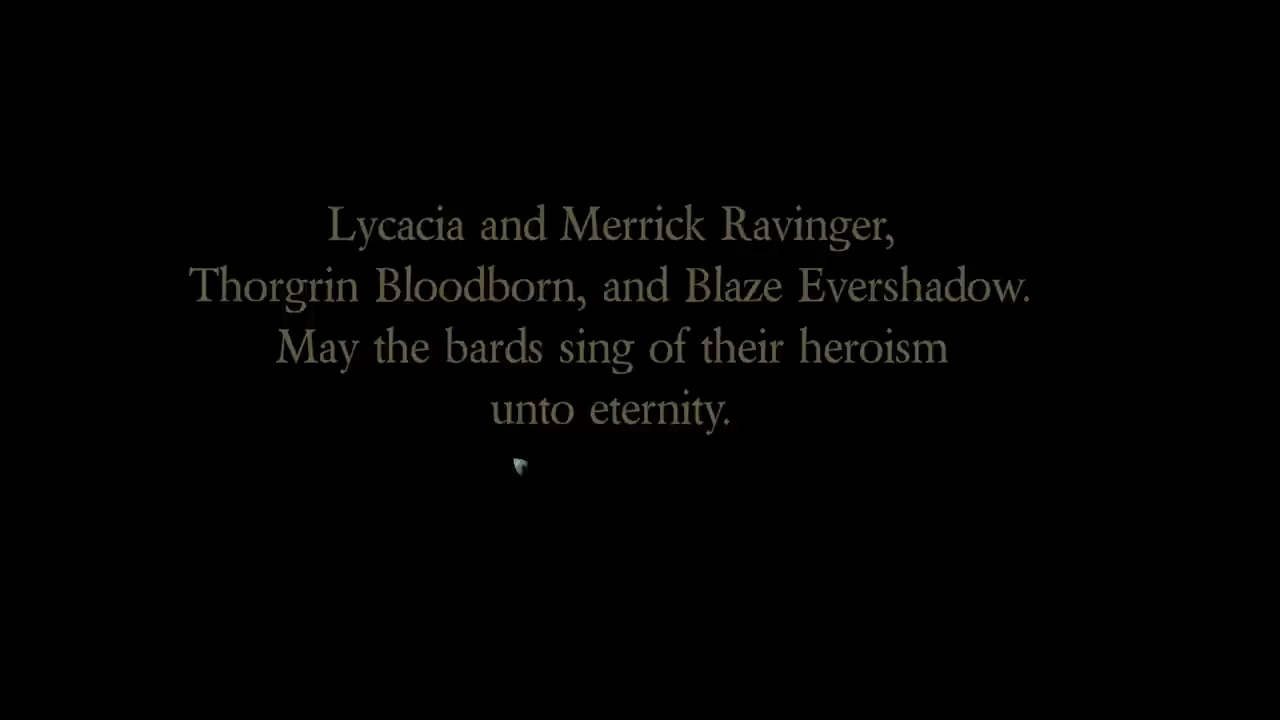 Lycacia and Merrick Ravinger,
Thorgrin Bloodborn, and Blaze Evershadow.
May the bards sing of their heroism
unto eternity.